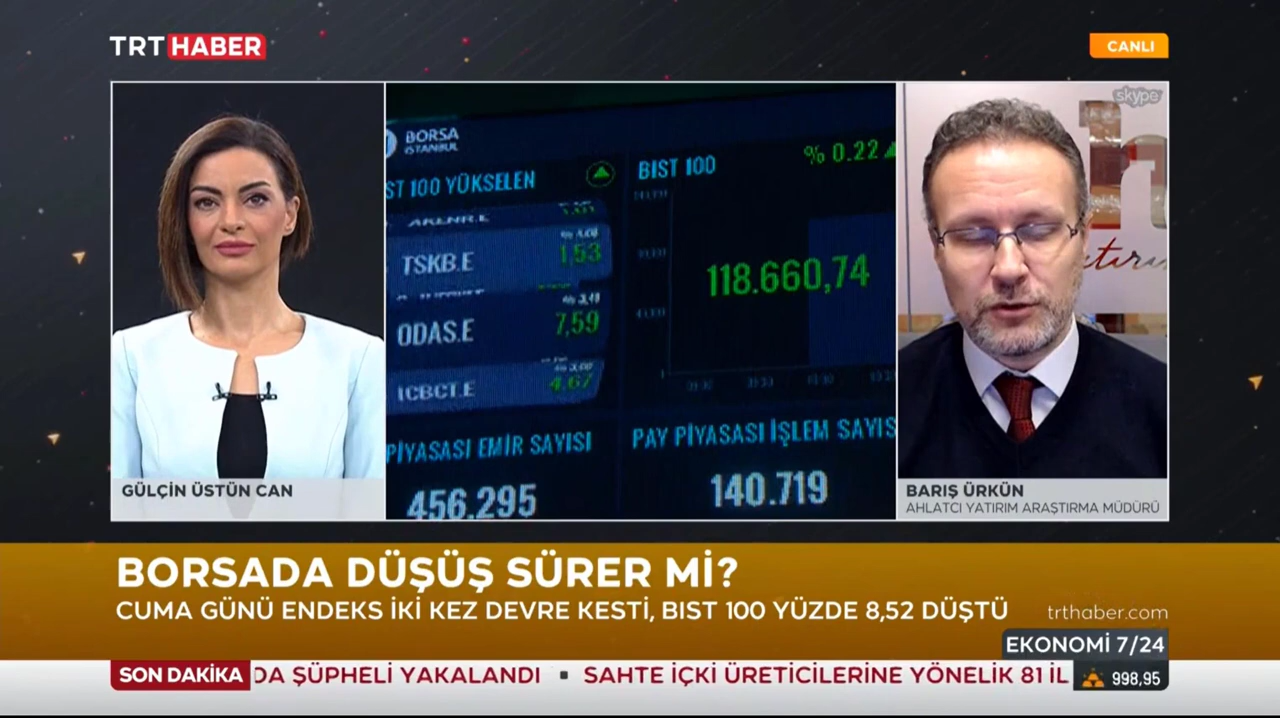 TRT HABER
CANLI
skype
BORSA
İSTANBUL
ST 100 YÜKSELEN
BIST 100
% 0.22
TSKB.E
1,53
ODAS.E
% 3,41
7,59
ICBCT.E
4,67
118.660,74
PİYASASI EMİR SAYISI
456.295
PAY PİYASASI İŞLEM SAYIS
140.719
GÜLÇİN ÜSTÜN CAN
BARIŞ ÜRKÜN
AHLATCI YATIRIM ARAŞTIRMA MÜDÜRÜ
BORSADA DÜŞÜŞ SÜRER Mİ?
CUMA GÜNÜ ENDEKS İKİ KEZ DEVRE KESTİ, BIST 100 YÜZDE 8,52 DÜŞTÜ
trthaber.com
EKONOMİ 7/24
SON DAKİKA
DA ŞÜPHELİ YAKALANDI ▪ SAHTE İÇKİ ÜRETİCİLERİNE YÖNELİK 81 İL
998,95